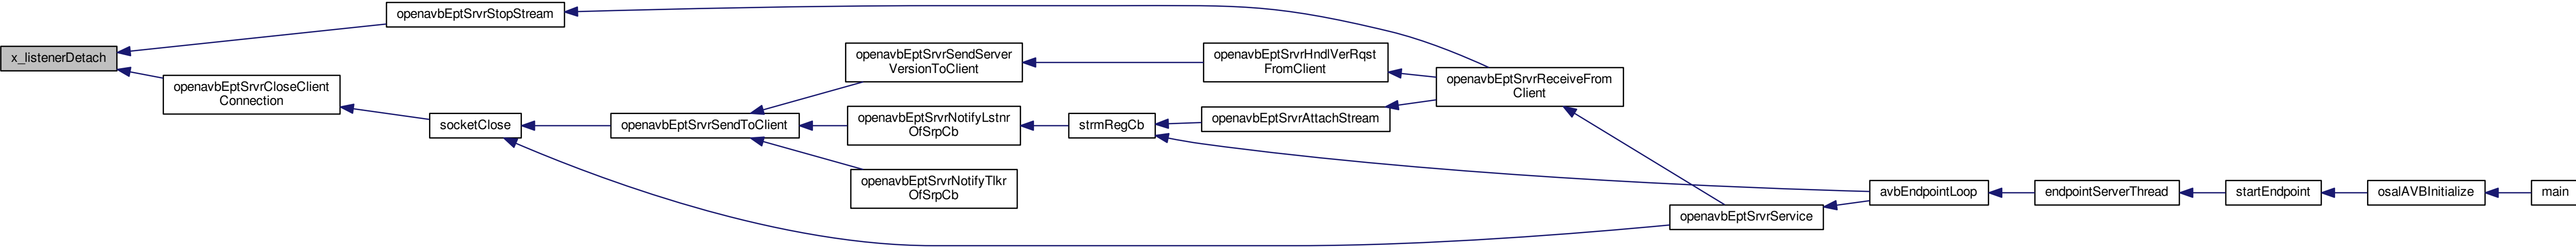 x_listenerDetach
openavbEptSrvrStopStream
openavbEptSrvrCloseClient
Connection
socketClose
openavbEptSrvrSendToClient
openavbEptSrvrSendServer
VersionToClient
openavbEptSrvrNotifyLstnr
OfSrpCb
openavbEptSrvrNotifyTlkr
OfSrpCb
strmRegCb
openavbEptSrvrHndlVerRqst
FromClient
openavbEptSrvrAttachStream
openavbEptSrvrReceiveFrom
Client
openavbEptSrvrService
avbEndpointLoop
endpointServerThread
startEndpoint
osalAVBInitialize
main